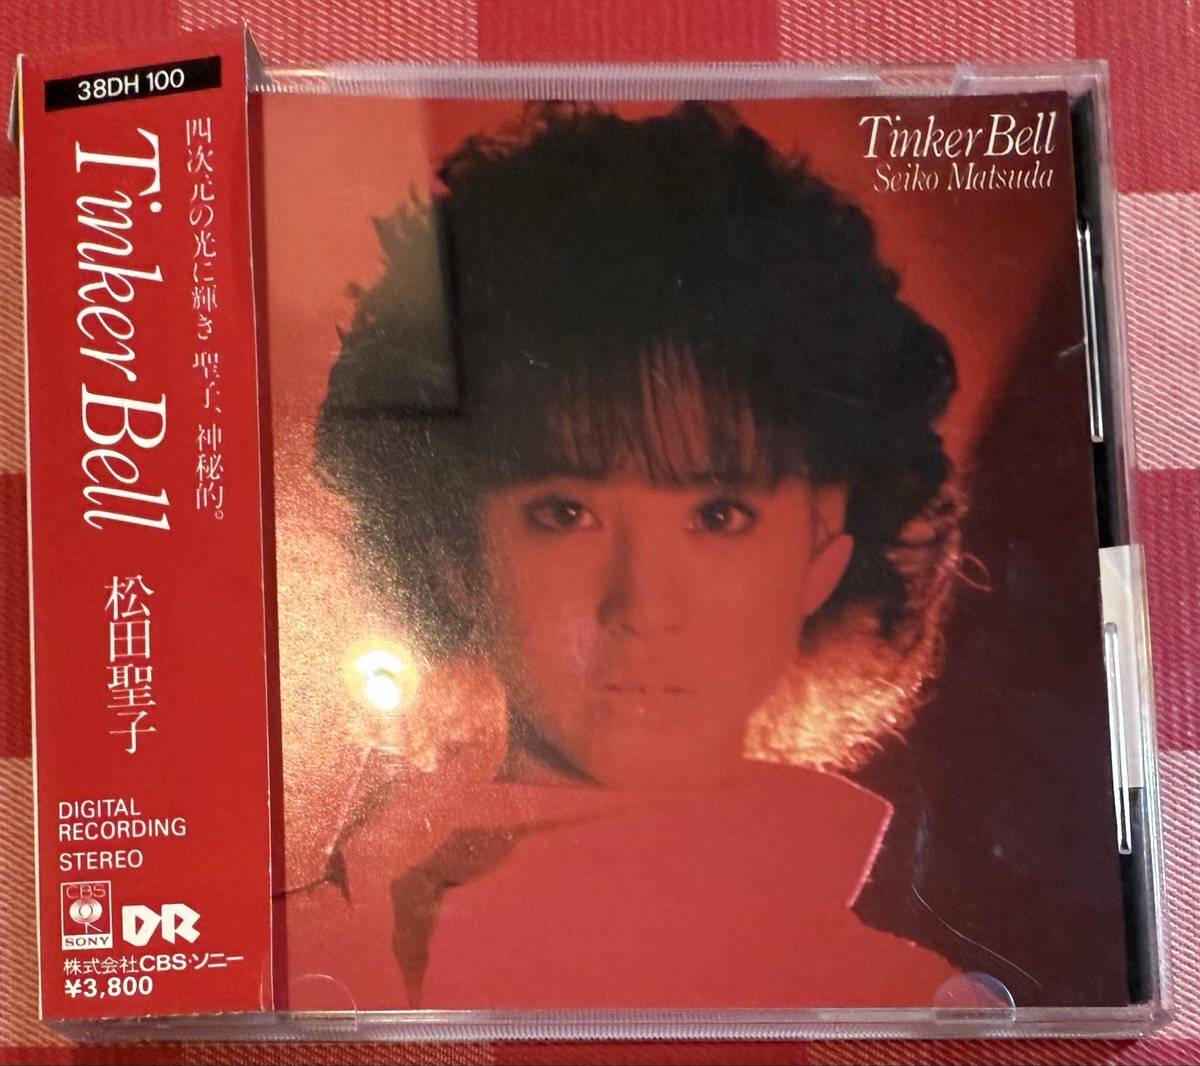 38DH 100
四次元の光に輝き 聖子、神秘的。
Tinker Bell
松田聖子
DIGITAL
RECORDING
STEREO
CBS
SONY
DR
株式会社CBS・ソニー
¥3,800
Tinker Bell
Seiko Matsuda